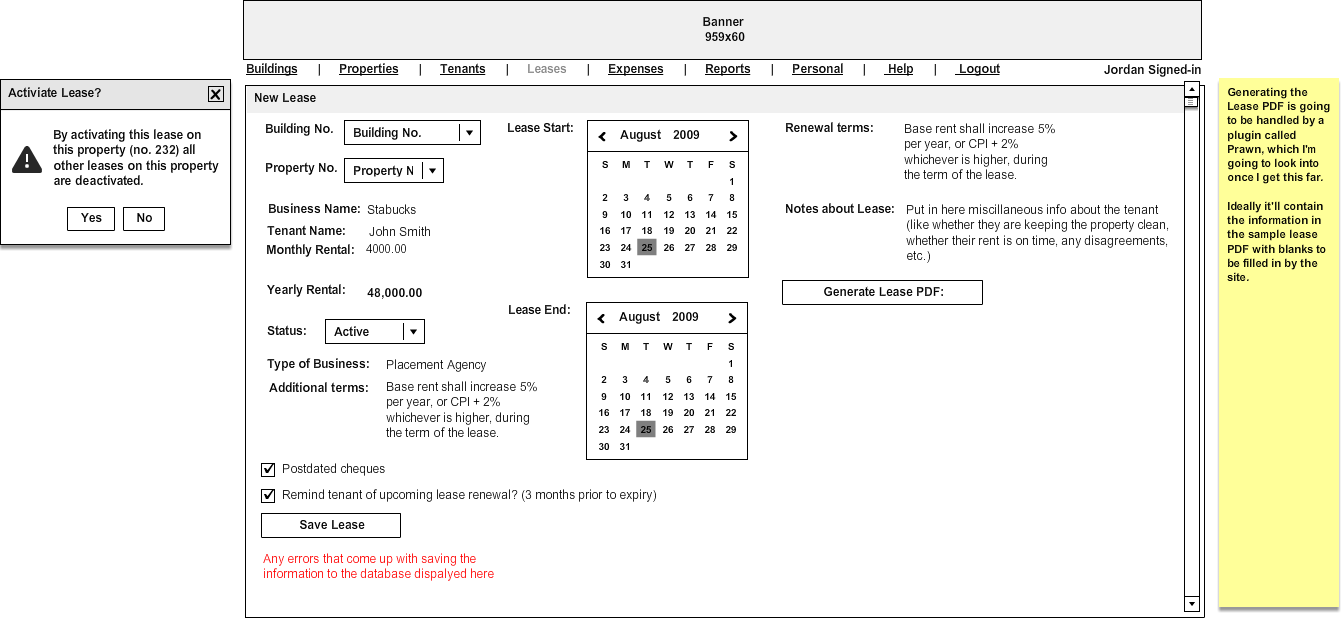 Banner
959x60
Buildings | Properties | Tenants | Leases | Expenses | Reports | Personal | Help | Logout
Jordan Signed-in
Activiate Lease?
By activating this lease on
this property (no. 232) all
other leases on this property
are deactivated.
Yes
No
New Lease
Building No.
Building No.
Property No.
Property N
Business Name: Stabucks
Tenant Name: John Smith
Monthly Rental: 4000.00
Yearly Rental: 48,000.00
Status:
Active
Type of Business: Placement Agency
Additional terms:
Base rent shall increase 5%
per year, or CPI + 2%
whichever is higher, during
the term of the lease.
Postdated cheques
Remind tenant of upcoming lease renewal? (3 months prior to expiry)
Save Lease
Any errors that come up with saving the
information to the database dispalyed here
Lease Start:
August 2009
S M T W T F S
1
2 3 4 5 6 7 8
9 10 11 12 13 14 15
16 17 18 19 20 21 22
23 24 25 26 27 28 29
30 31
Lease End:
August 2009
S M T W T F S
1
2 3 4 5 6 7 8
9 10 11 12 13 14 15
16 17 18 19 20 21 22
23 24 25 26 27 28 29
30 31
Renewal terms:
Base rent shall increase 5%
per year, or CPI + 2%
whichever is higher, during
the term of the lease.
Notes about Lease:
Put in here miscillaneous info about the tenant
(like whether they are keeping the property clean,
whether their rent is on time, any disagreements,
etc.)
Generate Lease PDF:
Generating the
Lease PDF is going
to be handled by a
plugin called
Prawn, which I'm
going to look into
once I get this far.
Ideally it'll contain
the information in
the sample lease
PDF with blanks to
be filled in by the
site.